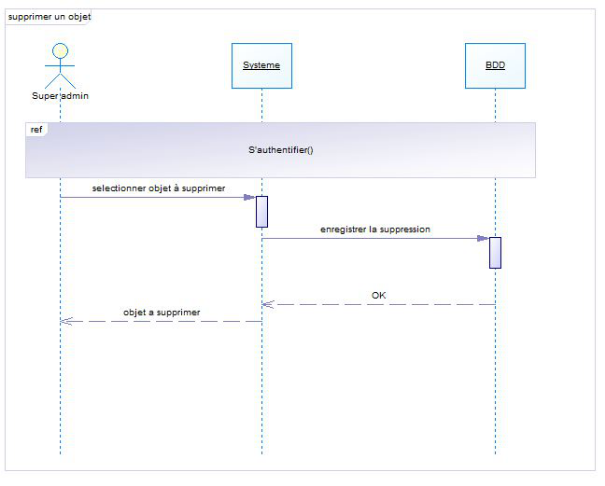 supprimer un objet
Systeme
BDD
Super admin
ref
S'authentifier()
selectionner objet à supprimer
enregistrer la suppression
OK
objet a supprimer